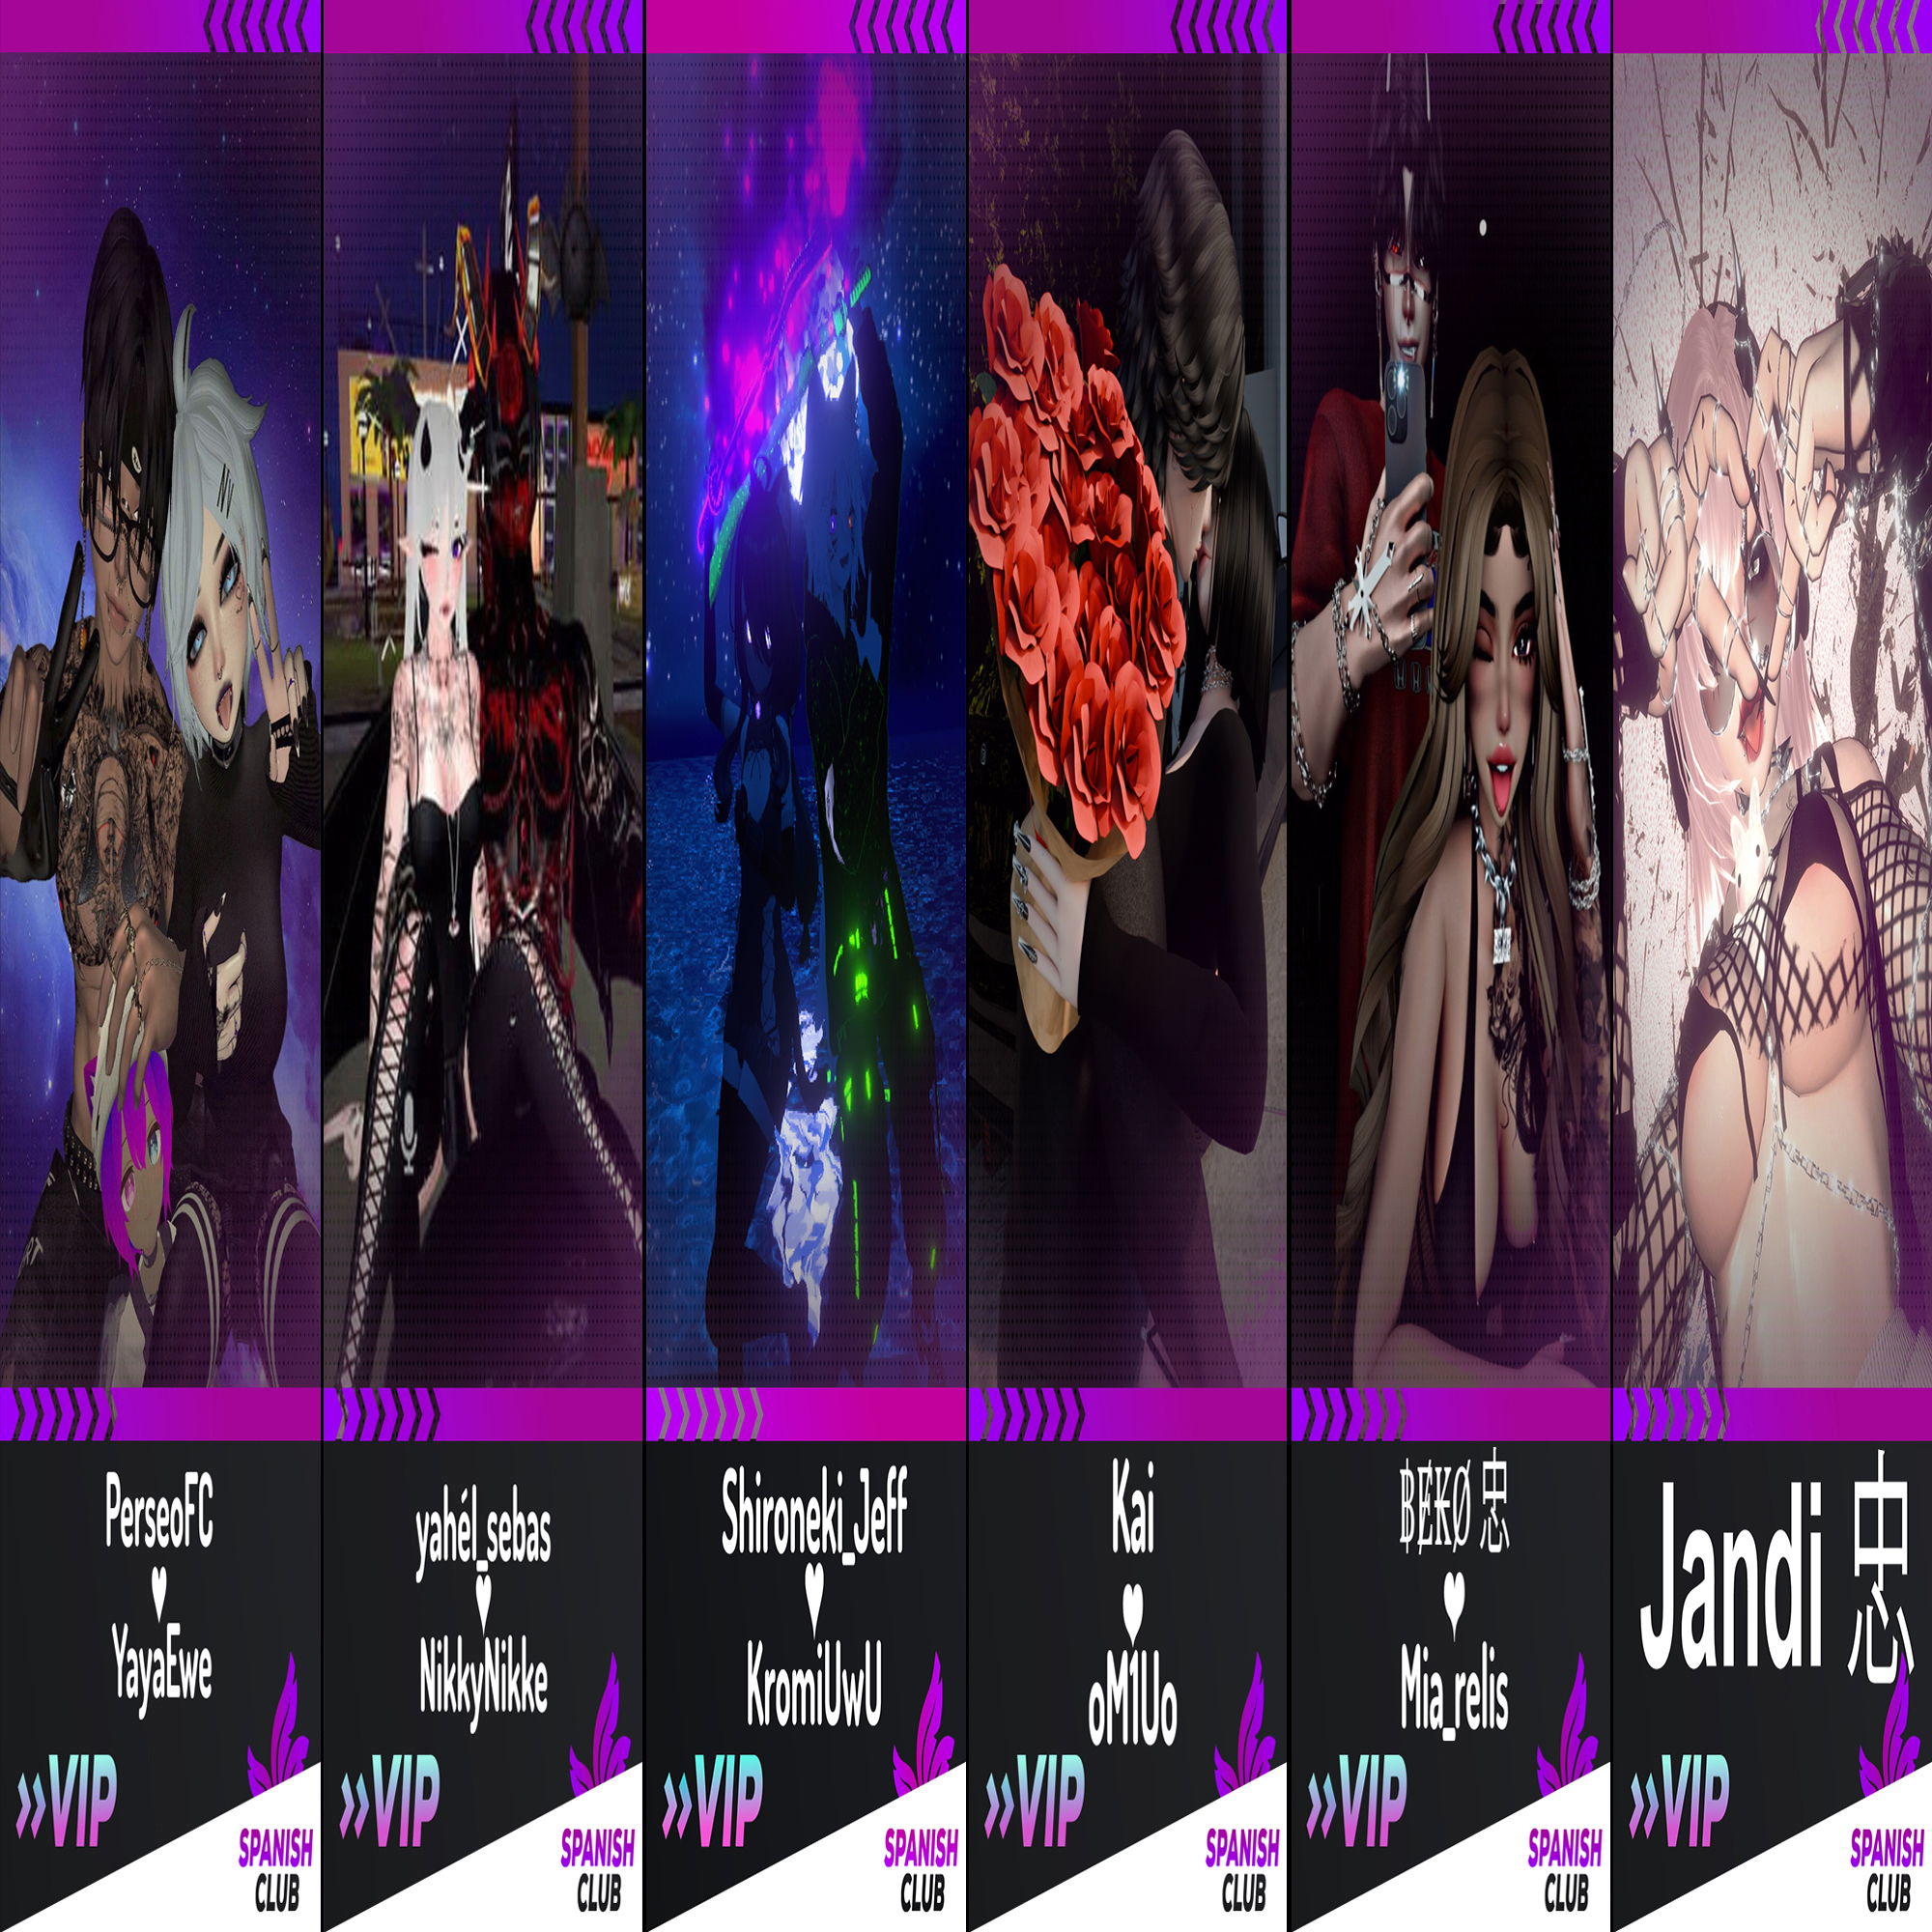 PerseoFC
♥
YayaEwe
»VIP
SPANISH
CLUB
yahél_sebas
♥
NikkyNikke
»VIP
SPANISH
CLUB
Shironeki_Jeff
♥
KromiUwU
»VIP
SPANISH
CLUB
Kai
♥
oM1Uo
»VIP
SPANISH
CLUB
฿ɆꝀØ 忠
♥
Mia_relis
»VIP
SPANISH
CLUB
Jandi 忠
»VIP
SPANISH
CLUB